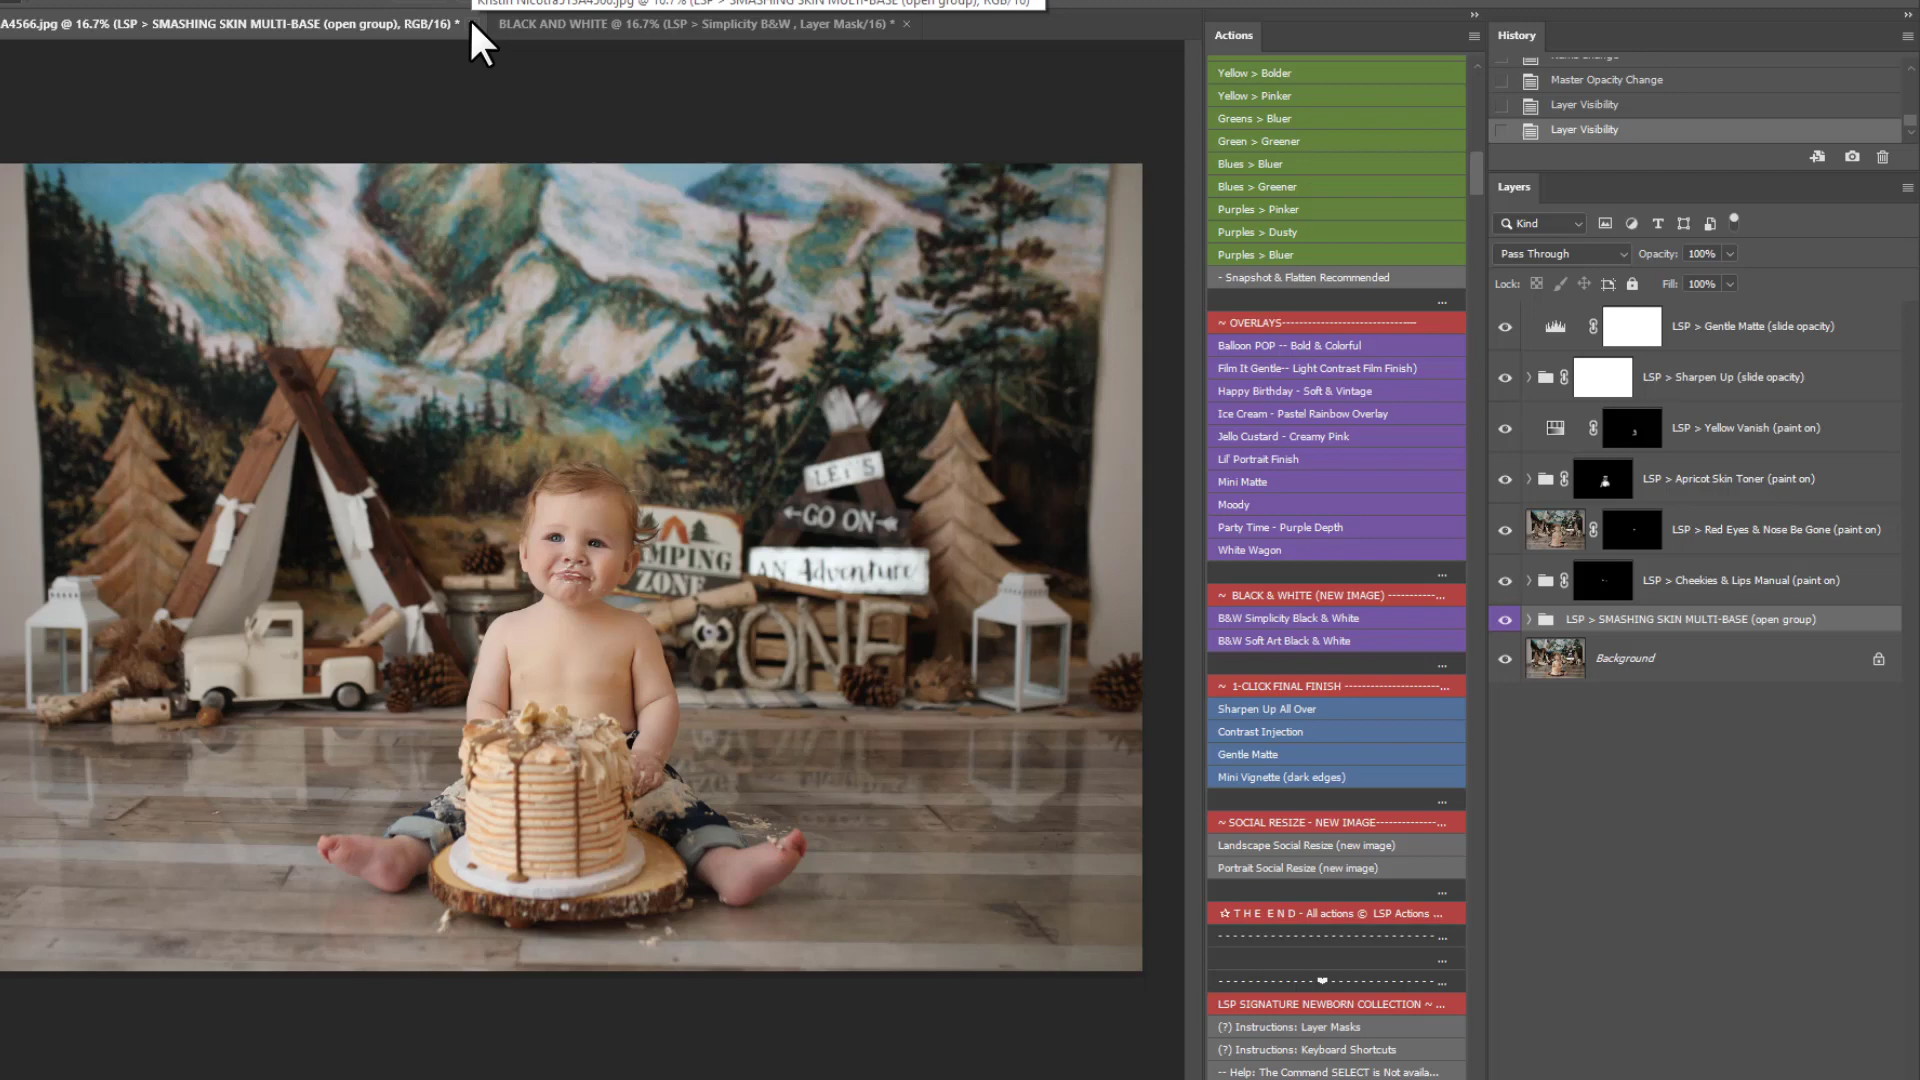 A4566.jpg @ 16.7% (LSP > SMASHING SKIN MULTI-BASE (open group), RGB/16) *
BLACK AND WHITE @ 16.7% (LSP > Simplicity B&W , Layer Mask/16) *
LET'S
GO ON
AN Adventure
CAMPING
ZONE
ONE
Actions
Yellow > Bolder
Yellow > Pinker
Greens > Bluer
Green > Greener
Blues > Bluer
Blues > Greener
Purples > Pinker
Purples > Dusty
Purples > Bluer
- Snapshot & Flatten Recommended
...
~ OVERLAYS------------------------------
Balloon POP -- Bold & Colorful
Film It Gentle-- Light Contrast Film Finish)
Happy Birthday - Soft & Vintage
Ice Cream - Pastel Rainbow Overlay
Jello Custard - Creamy Pink
Lil' Portrait Finish
Mini Matte
Moody
Party Time - Purple Depth
White Wagon
...
~ BLACK & WHITE (NEW IMAGE) -----------...
B&W Simplicity Black & White
B&W Soft Art Black & White
...
~ 1-CLICK FINAL FINISH ----------------------...
Sharpen Up All Over
Contrast Injection
Gentle Matte
Mini Vignette (dark edges)
...
~ SOCIAL RESIZE - NEW IMAGE-------------...
Landscape Social Resize (new image)
Portrait Social Resize (new image)
...
☆ T H E  E N D - All actions © LSP Actions ...
- - - - - - - - - - - - - - - - - - - - - - - - - - - - ...
...
- - - - - - - - - - - - - ❤ - - - - - - - - - - - - - - ...
LSP SIGNATURE NEWBORN COLLECTION ~ ...
(?) Instructions: Layer Masks
(?) Instructions: Keyboard Shortcuts
-- Help: The Command SELECT is Not availa...
History
Master Opacity Change
Layer Visibility
Layer Visibility
Layers
Kind
Pass Through
Opacity: 100%
Lock:
Fill: 100%
LSP > Gentle Matte (slide opacity)
LSP > Sharpen Up (slide opacity)
LSP > Yellow Vanish (paint on)
LSP > Apricot Skin Toner (paint on)
LSP > Red Eyes & Nose Be Gone (paint on)
LSP > Cheekies & Lips Manual (paint on)
LSP > SMASHING SKIN MULTI-BASE (open group)
Background